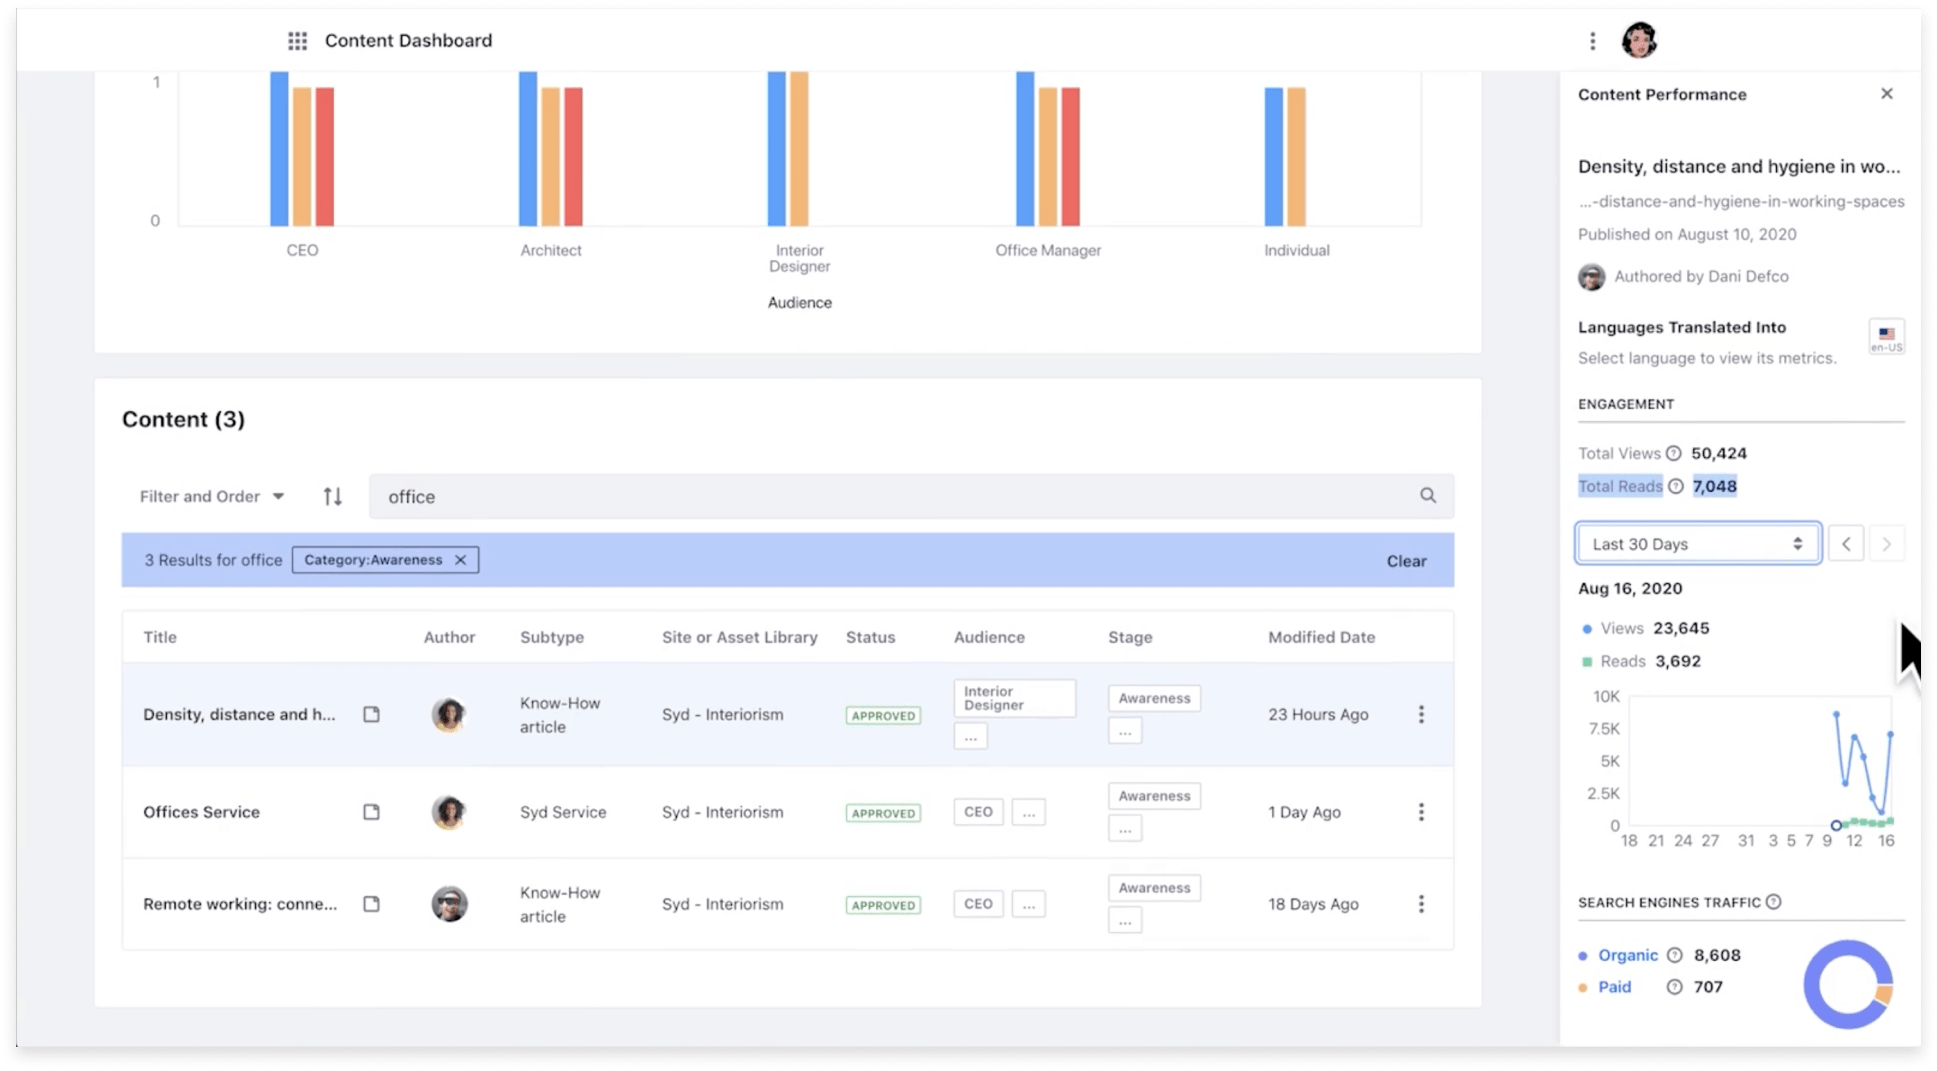 Content Dashboard
1
0
CEO
Architect
Interior
Designer
Office Manager
Individual
Audience
Content (3)
Filter and Order
office
3 Results for office
Category:Awareness
Clear
Title
Author
Subtype
Site or Asset Library
Status
Audience
Stage
Modified Date
Density, distance and h...
Know-How
article
Syd - Interiorism
APPROVED
Interior
Designer
...
Awareness
...
23 Hours Ago
Offices Service
Syd Service
Syd - Interiorism
APPROVED
CEO
...
Awareness
...
1 Day Ago
Remote working: conne...
Know-How
article
Syd - Interiorism
APPROVED
CEO
...
Awareness
...
18 Days Ago
Content Performance
Density, distance and hygiene in wo...
...-distance-and-hygiene-in-working-spaces
Published on August 10, 2020
Authored by Dani Defco
Languages Translated Into
en-US
Select language to view its metrics.
ENGAGEMENT
Total Views ? 50,424
Total Reads ? 7,048
Last 30 Days
Aug 16, 2020
Views 23,645
Reads 3,692
10K
7.5K
5K
2.5K
0
18 21 24 27 31 3 5 7 9 12 16
SEARCH ENGINES TRAFFIC ?
Organic ? 8,608
Paid ? 707